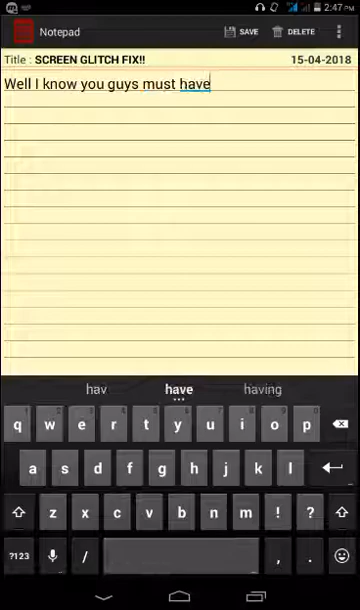 2:47 PM
Notepad
SAVE
DELETE
Title : SCREEN GLITCH FIX!!
15-04-2018
Well I know you guys must have
hav have having
q w e r t y u i o p
a s d f g h j k l
z x c v b n m ! ?
?123 / , .